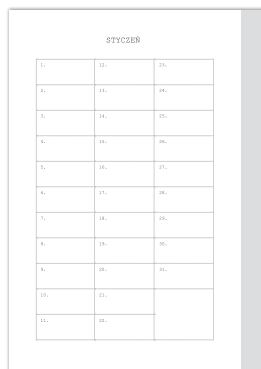 STYCZEŃ
1. 12. 23.
2. 13. 24.
3. 14. 25.
4. 15. 26.
5. 16. 27.
6. 17. 28.
7. 18. 29.
8. 19. 30.
9. 20. 31.
10. 21.
11. 22.